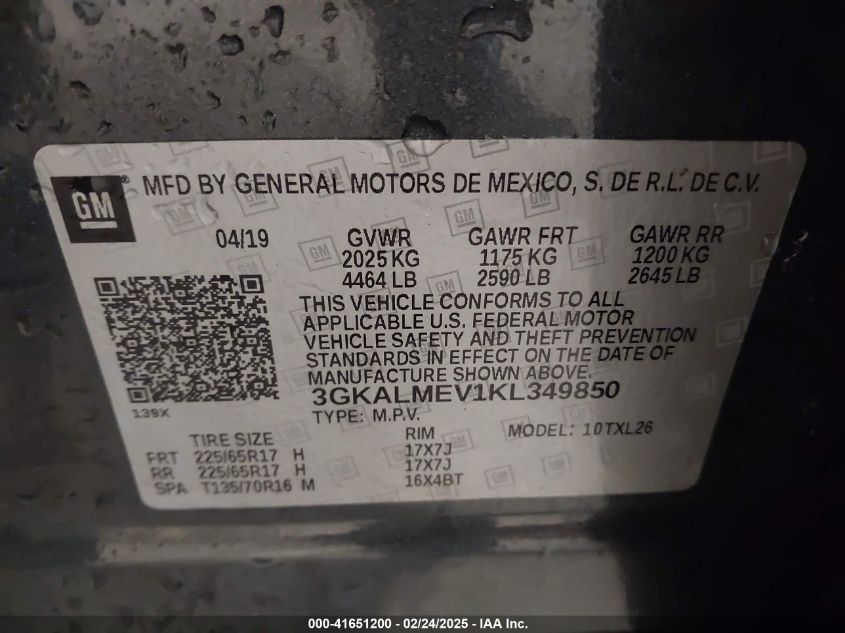 GM ® MFD BY GENERAL MOTORS DE MEXICO, S. DE R.L. DE C.V.
04/19 GVWR GAWR FRT GAWR RR
2025 KG 1175 KG 1200 KG
4464 LB 2590 LB 2645 LB
THIS VEHICLE CONFORMS TO ALL
APPLICABLE U.S. FEDERAL MOTOR
VEHICLE SAFETY AND THEFT PREVENTION
STANDARDS IN EFFECT ON THE DATE OF
MANUFACTURE SHOWN ABOVE.
3GKALMEV1KL349850
139X
TYPE: M.P.V.
TIRE SIZE RIM MODEL: 10TXL26
FRT 225/65R17 H 17X7J
RR 225/65R17 H 17X7J
SPA T135/70R16 M 16X4BT
000-41651200 - 02/24/2025 - IAA Inc.